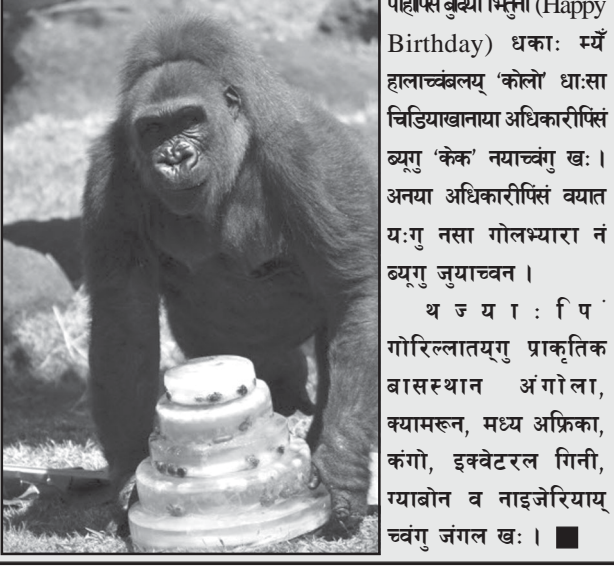 पाहाँपिंसं बुदिंया भिंतुना (Happy
Birthday) धकाः म्यें
हालाच्वंबलय् ‘कोलो’ धाःसा
चिडियाखानाया अधिकारीपिंसं
ब्यूगु ‘केक’ नयाच्वंगु खः ।
अनया अधिकारीपिंसं वयात
यःगु नसा गोलभ्यारा नं
ब्यूगु जुयाच्वन ।
थज्याःपिं
गोरिल्लातय्गु प्राकृतिक
बासस्थान अंगोला,
क्यामरून, मध्य अफ्रिका,
कंगो, इक्वेटरल गिनी,
ग्याबोन व नाइजेरियाय्
च्वंगु जंगल खः ।